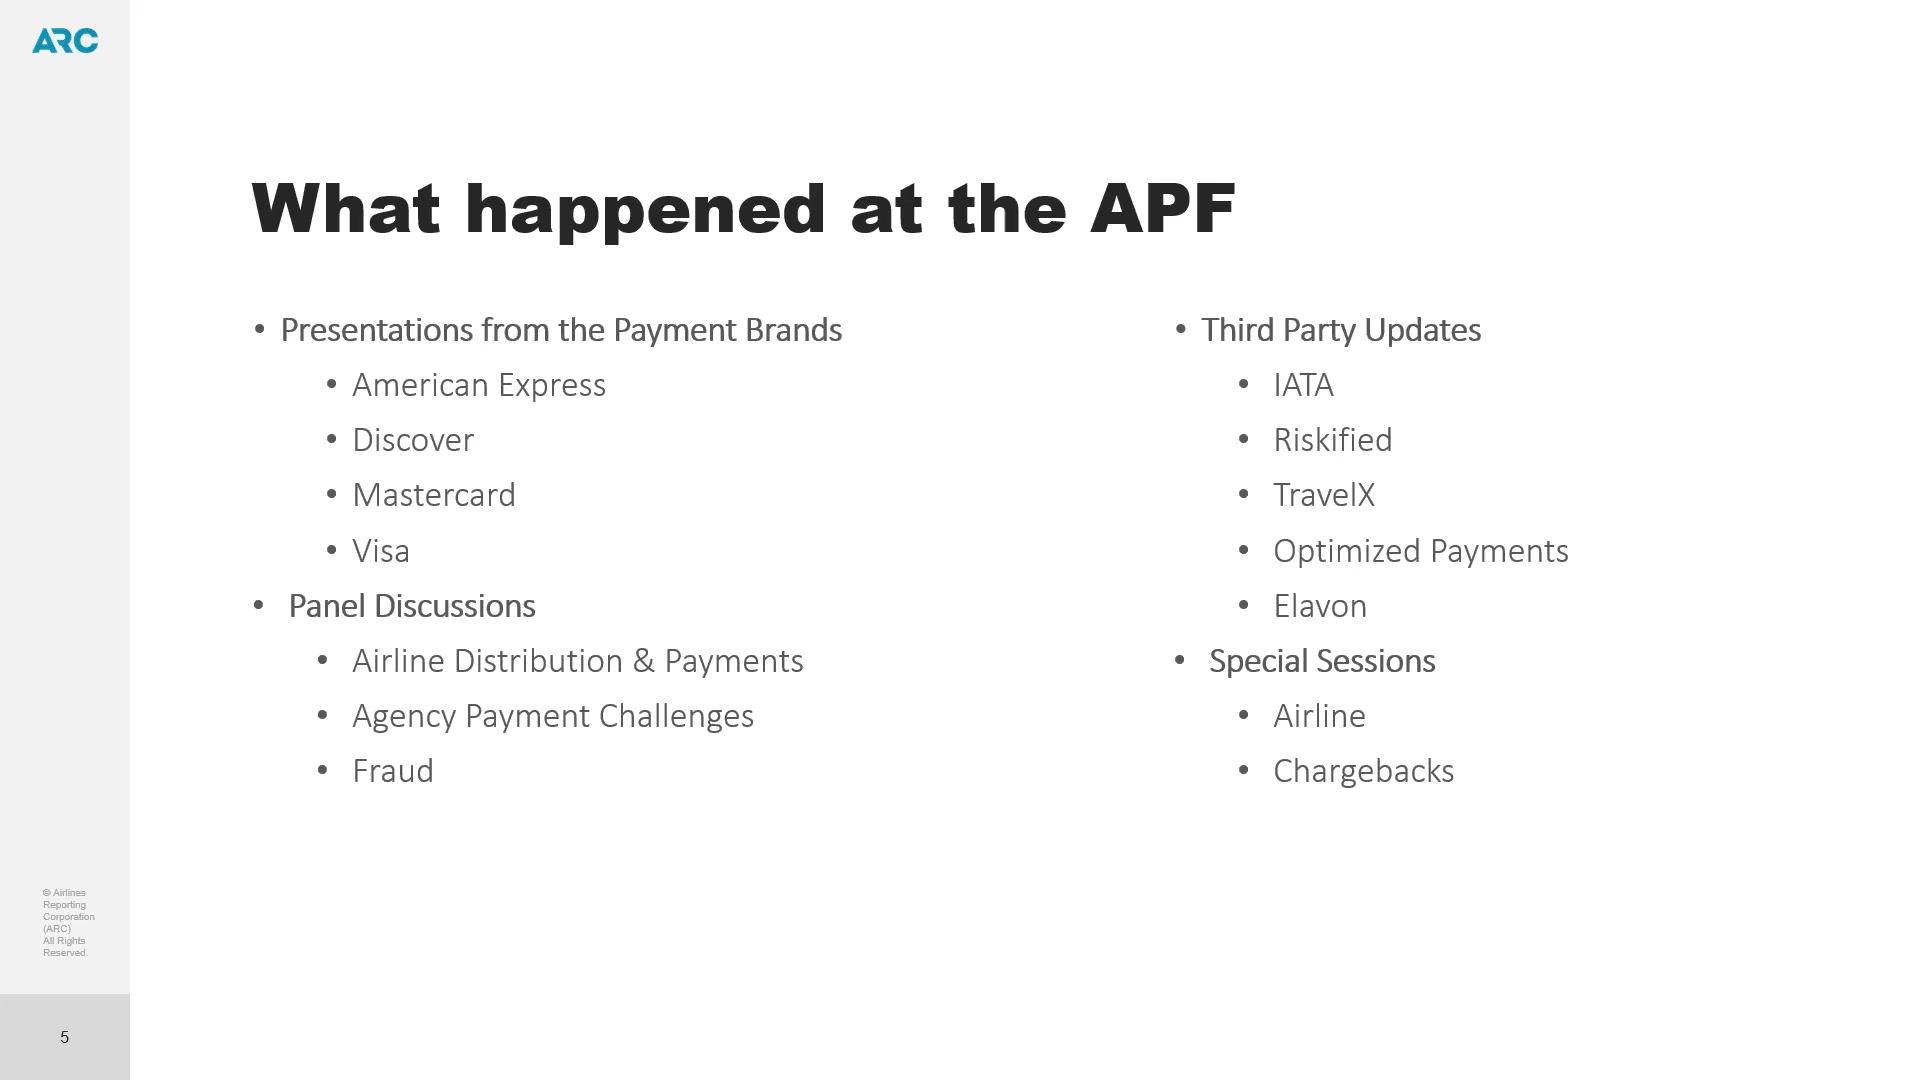 ARC
What happened at the APF
• Presentations from the Payment Brands
• American Express
• Discover
• Mastercard
• Visa
• Panel Discussions
• Airline Distribution & Payments
• Agency Payment Challenges
• Fraud
• Third Party Updates
• IATA
• Riskified
• TravelX
• Optimized Payments
• Elavon
• Special Sessions
• Airline
• Chargebacks
© Airlines
Reporting
Corporation
(ARC)
All Rights
Reserved.
5